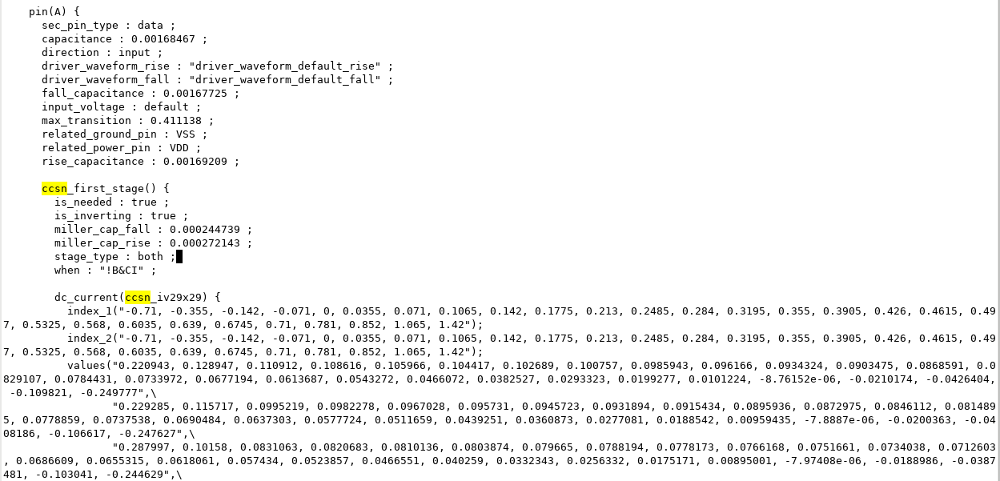 pin(A) {
sec_pin_type : data ;
capacitance : 0.00168467 ;
direction : input ;
driver_waveform_rise : "driver_waveform_default_rise" ;
driver_waveform_fall : "driver_waveform_default_fall" ;
fall_capacitance : 0.00167725 ;
input_voltage : default ;
max_transition : 0.411138 ;
related_ground_pin : VSS ;
related_power_pin : VDD ;
rise_capacitance : 0.00169209 ;
ccsn_first_stage() {
is_needed : true ;
is_inverting : true ;
miller_cap_fall : 0.000244739 ;
miller_cap_rise : 0.000272143 ;
stage_type : both ;
when : "!B&CI" ;
dc_current(ccsn_iv29x29) {
index_1("-0.71, -0.355, -0.142, -0.071, 0, 0.0355, 0.071, 0.1065, 0.142, 0.1775, 0.213, 0.2485, 0.284, 0.3195, 0.355, 0.3905, 0.426, 0.4615, 0.49
7, 0.5325, 0.568, 0.6035, 0.639, 0.6745, 0.71, 0.781, 0.852, 1.065, 1.42");
index_2("-0.71, -0.355, -0.142, -0.071, 0, 0.0355, 0.071, 0.1065, 0.142, 0.1775, 0.213, 0.2485, 0.284, 0.3195, 0.355, 0.3905, 0.426, 0.4615, 0.49
7, 0.5325, 0.568, 0.6035, 0.639, 0.6745, 0.71, 0.781, 0.852, 1.065, 1.42");
values("0.220943, 0.128947, 0.110912, 0.108616, 0.105966, 0.104417, 0.102689, 0.100757, 0.0985943, 0.096166, 0.0934324, 0.0903475, 0.0868591, 0.0
829107, 0.0784431, 0.0733972, 0.0677194, 0.0613687, 0.0543272, 0.0466072, 0.0382527, 0.0293323, 0.0199277, 0.0101224, -8.76152e-06, -0.0210174, -0.0426404,
-0.109821, -0.249777",\
"0.229285, 0.115717, 0.0995219, 0.0982278, 0.0967028, 0.095731, 0.0945723, 0.0931894, 0.0915434, 0.0895936, 0.0872975, 0.0846112, 0.081489
5, 0.0778859, 0.0737538, 0.0690484, 0.0637303, 0.0577724, 0.0511659, 0.0439251, 0.0360873, 0.0277081, 0.0188542, 0.00959435, -7.8887e-06, -0.0200363, -0.04
08186, -0.106617, -0.247627",\
"0.287997, 0.10158, 0.0831063, 0.0820683, 0.0810136, 0.0803874, 0.079665, 0.0788194, 0.0778173, 0.0766168, 0.0751661, 0.0734038, 0.0712603
, 0.0686609, 0.0655315, 0.0618061, 0.057434, 0.0523857, 0.0466551, 0.040259, 0.0332343, 0.0256332, 0.0175171, 0.00895001, -7.97408e-06, -0.0188986, -0.0387
481, -0.103041, -0.244629",\